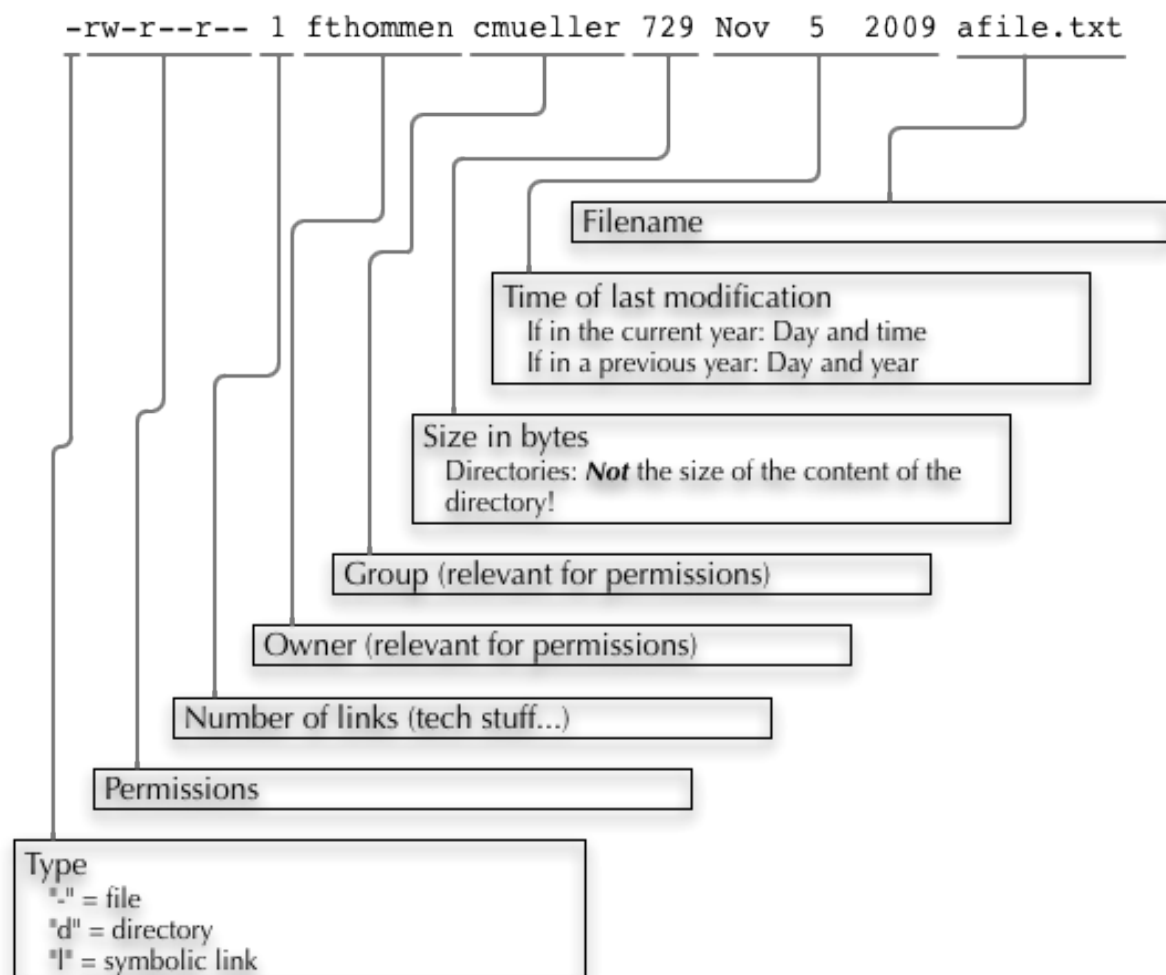 -rw-r--r-- 1 fthommen cmueller 729 Nov 5 2009 afile.txt
Filename
Time of last modification
If in the current year: Day and time
If in a previous year: Day and year
Size in bytes
Directories: Not the size of the content of the
directory!
Group (relevant for permissions)
Owner (relevant for permissions)
Number of links (tech stuff...)
Permissions
Type
"-" = file
"d" = directory
"l" = symbolic link